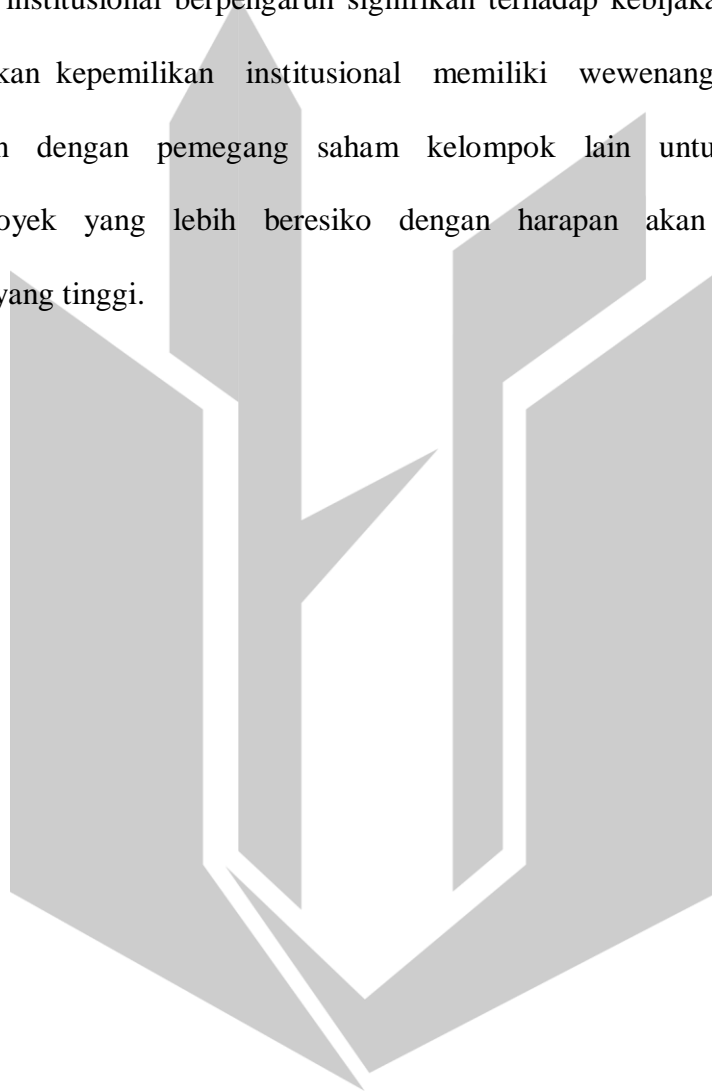 institusional berpengaruh signifikan terhadap kebijaka
kan kepemilikan institusional memiliki wewenang
dengan pemegang saham kelompok lain untu
oyek yang lebih beresiko dengan harapan akan
yang tinggi.